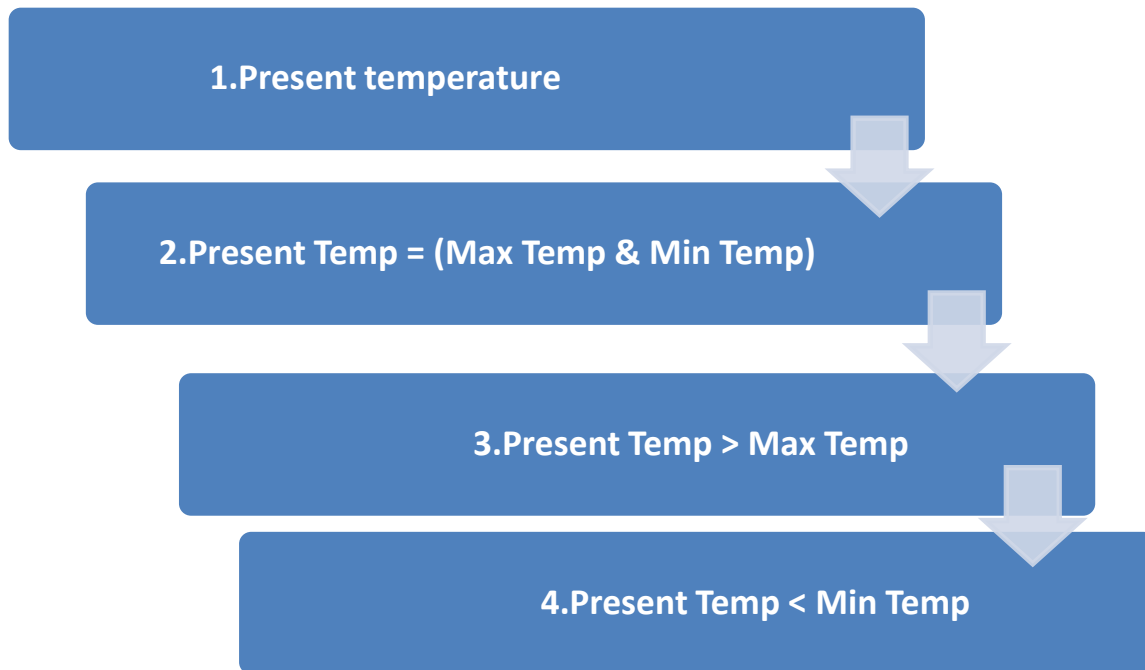 1.Present temperature
2.Present Temp = (Max Temp & Min Temp)
3.Present Temp > Max Temp
4.Present Temp < Min Temp